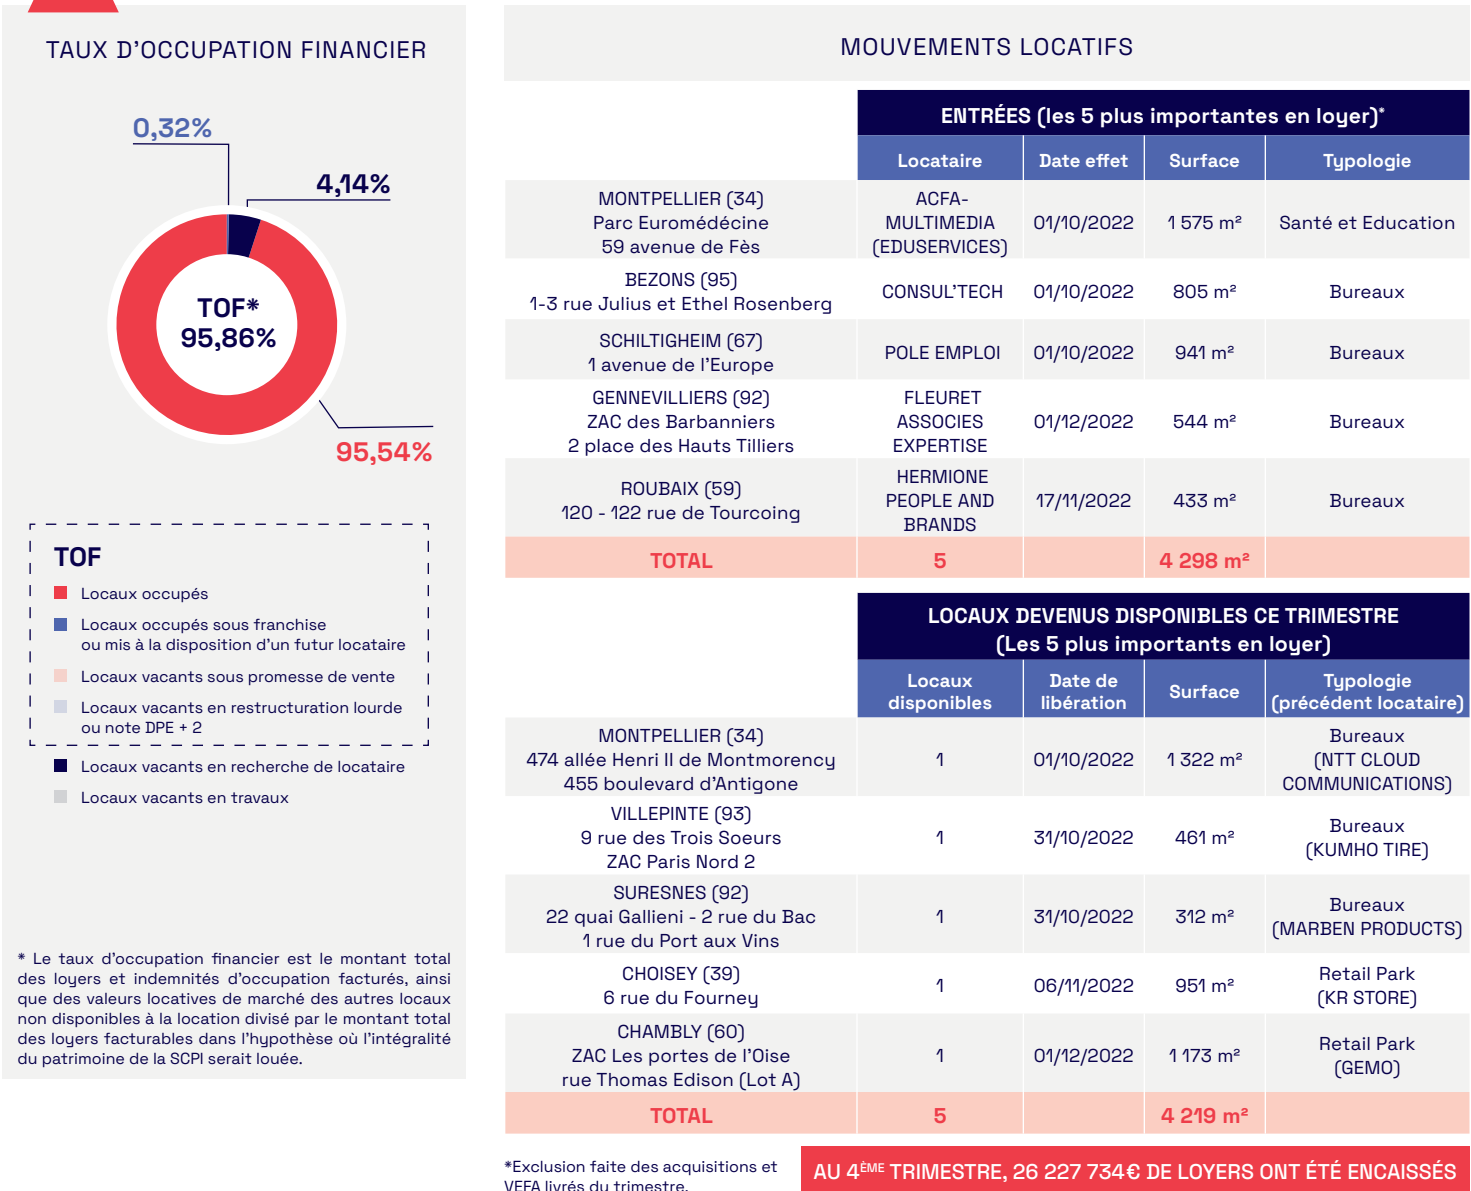 TAUX D'OCCUPATION FINANCIER
0,32%
4,14%
TOF*
95,86%
95,54%
TOF
Locaux occupés
Locaux occupés sous franchise
ou mis à la disposition d'un futur locataire
Locaux vacants sous promesse de vente
Locaux vacants en restructuration lourde
ou note DPE + 2
Locaux vacants en recherche de locataire
Locaux vacants en travaux
* Le taux d'occupation financier est le montant total
des loyers et indemnités d'occupation facturés, ainsi
que des valeurs locatives de marché des autres locaux
non disponibles à la location divisé par le montant total
des loyers facturables dans l'hypothèse où l'intégralité
du patrimoine de la SCPI serait louée.
MOUVEMENTS LOCATIFS
ENTRÉES (les 5 plus importantes en loyer)*
Locataire Date effet Surface Typologie
MONTPELLIER (34)
Parc Euromédécine
59 avenue de Fès
ACFA-
MULTIMEDIA
(EDUSERVICES)
01/10/2022 1 575 m² Santé et Education
BEZONS (95)
1-3 rue Julius et Ethel Rosenberg
CONSUL'TECH 01/10/2022 805 m² Bureaux
SCHILTIGHEIM (67)
1 avenue de l'Europe
POLE EMPLOI 01/10/2022 941 m² Bureaux
GENNEVILLIERS (92)
ZAC des Barbanniers
2 place des Hauts Tilliers
FLEURET
ASSOCIES
EXPERTISE
01/12/2022 544 m² Bureaux
ROUBAIX (59)
120 - 122 rue de Tourcoing
HERMIONE
PEOPLE AND
BRANDS
17/11/2022 433 m² Bureaux
TOTAL 5 4 298 m²
LOCAUX DEVENUS DISPONIBLES CE TRIMESTRE
(Les 5 plus importants en loyer)
Locaux
disponibles
Date de
libération
Surface
Typologie
(précédent locataire)
MONTPELLIER (34)
474 allée Henri II de Montmorency
455 boulevard d'Antigone
1 01/10/2022 1 322 m²
Bureaux
(NTT CLOUD
COMMUNICATIONS)
VILLEPINTE (93)
9 rue des Trois Soeurs
ZAC Paris Nord 2
1 31/10/2022 461 m²
Bureaux
(KUMHO TIRE)
SURESNES (92)
22 quai Gallieni - 2 rue du Bac
1 rue du Port aux Vins
1 31/10/2022 312 m²
Bureaux
(MARBEN PRODUCTS)
CHOISEY (39)
6 rue du Fourney
1 06/11/2022 951 m²
Retail Park
(KR STORE)
CHAMBLY (60)
ZAC Les portes de l'Oise
rue Thomas Edison (Lot A)
1 01/12/2022 1 173 m²
Retail Park
(GEMO)
TOTAL 5 4 219 m²
*Exclusion faite des acquisitions et
VEFA livrés du trimestre.
AU 4ÈME TRIMESTRE, 26 227 734€ DE LOYERS ONT ÉTÉ ENCAISSÉS